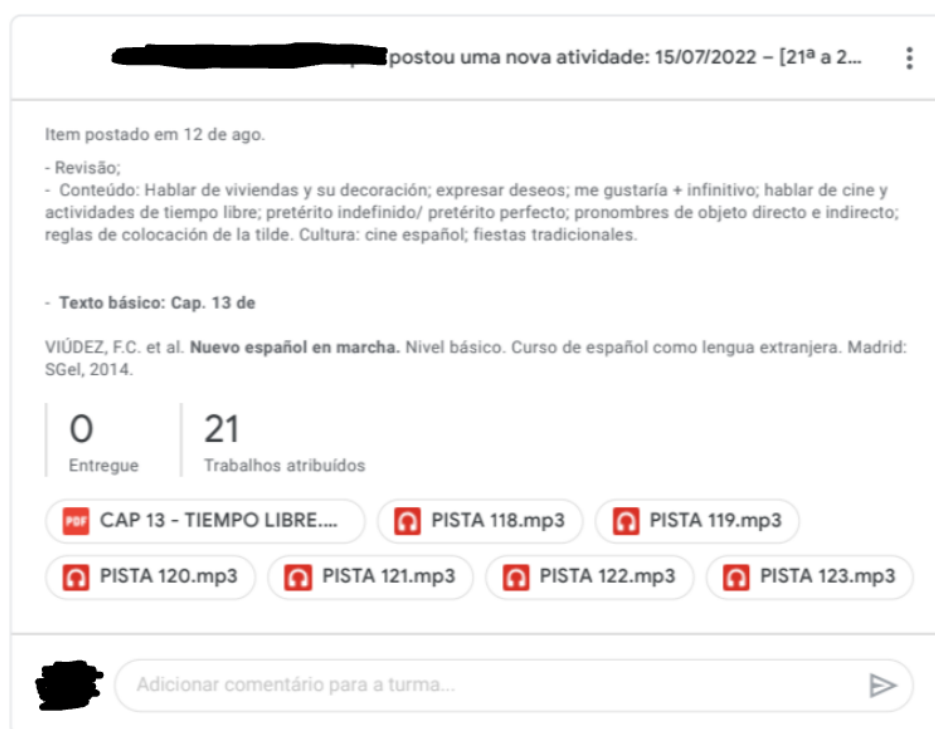 postou uma nova atividade: 15/07/2022 – [21ª a 2...
Item postado em 12 de ago.
- Revisão;
- Conteúdo: Hablar de viviendas y su decoración; expresar deseos; me gustaría + infinitivo; hablar de cine y
actividades de tiempo libre; pretérito indefinido/ pretérito perfecto; pronombres de objeto directo e indirecto;
reglas de colocación de la tilde. Cultura: cine español; fiestas tradicionales.
- Texto básico: Cap. 13 de
VIÚDEZ, F.C. et al. Nuevo español en marcha. Nivel básico. Curso de español como lengua extranjera. Madrid:
SGel, 2014.
0 21
Entregue Trabalhos atribuídos
PDF CAP 13 - TIEMPO LIBRE.... PISTA 118.mp3 PISTA 119.mp3
PISTA 120.mp3 PISTA 121.mp3 PISTA 122.mp3 PISTA 123.mp3
Adicionar comentário para a turma...